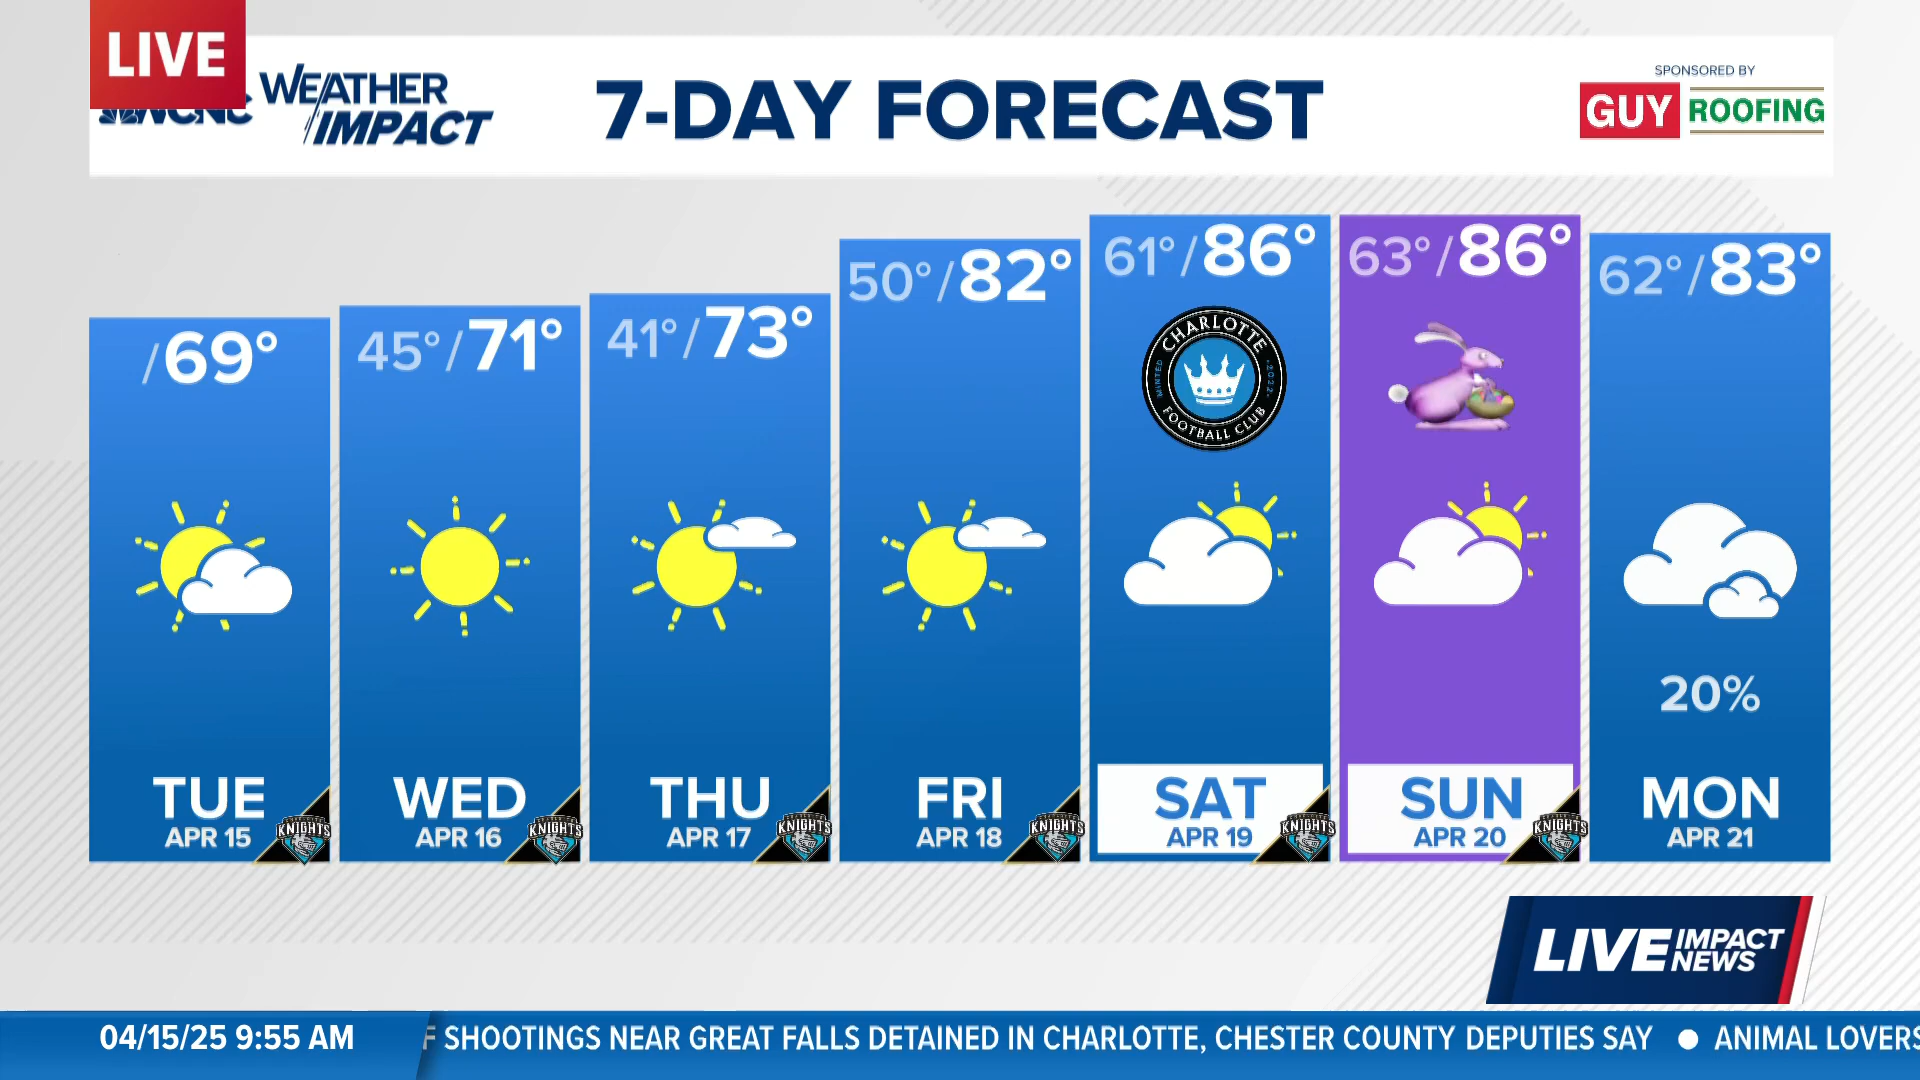 LIVE
WCNC
WEATHER
IMPACT
7-DAY FORECAST
SPONSORED BY
GUY ROOFING
/69°
45°/71°
41°/73°
50°/82°
61°/86°
63°/86°
62°/83°
CHARLOTTE
MINTED
2022
FOOTBALL CLUB
20%
TUE
APR 15
KNIGHTS
WED
APR 16
KNIGHTS
THU
APR 17
KNIGHTS
FRI
APR 18
KNIGHTS
SAT
APR 19
KNIGHTS
SUN
APR 20
KNIGHTS
MON
APR 21
LIVE IMPACT
NEWS
04/15/25 9:55 AM
F SHOOTINGS NEAR GREAT FALLS DETAINED IN CHARLOTTE, CHESTER COUNTY DEPUTIES SAY ● ANIMAL LOVERS